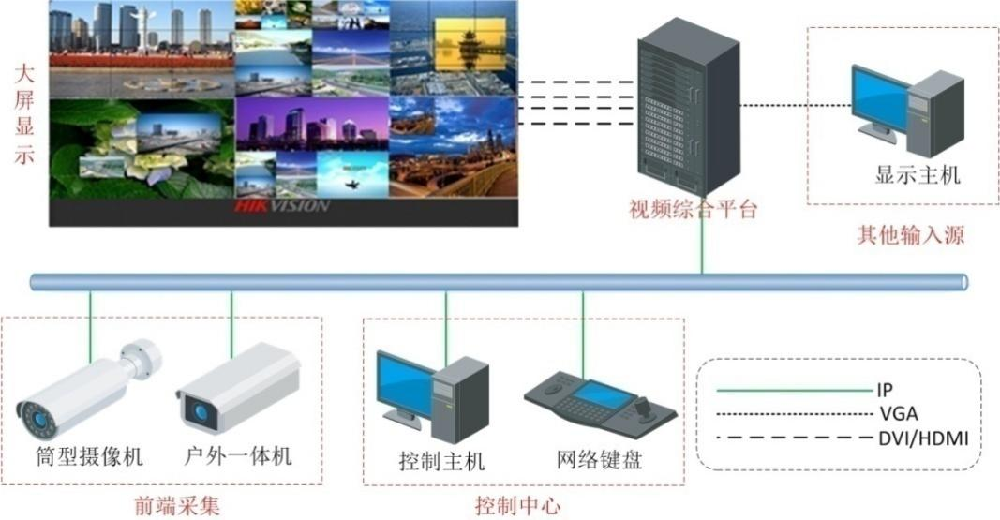 大屏显示
HIKVISION
视频综合平台
显示主机
其他输入源
筒型摄像机
户外一体机
前端采集
控制主机
网络键盘
控制中心
IP
VGA
DVI/HDMI